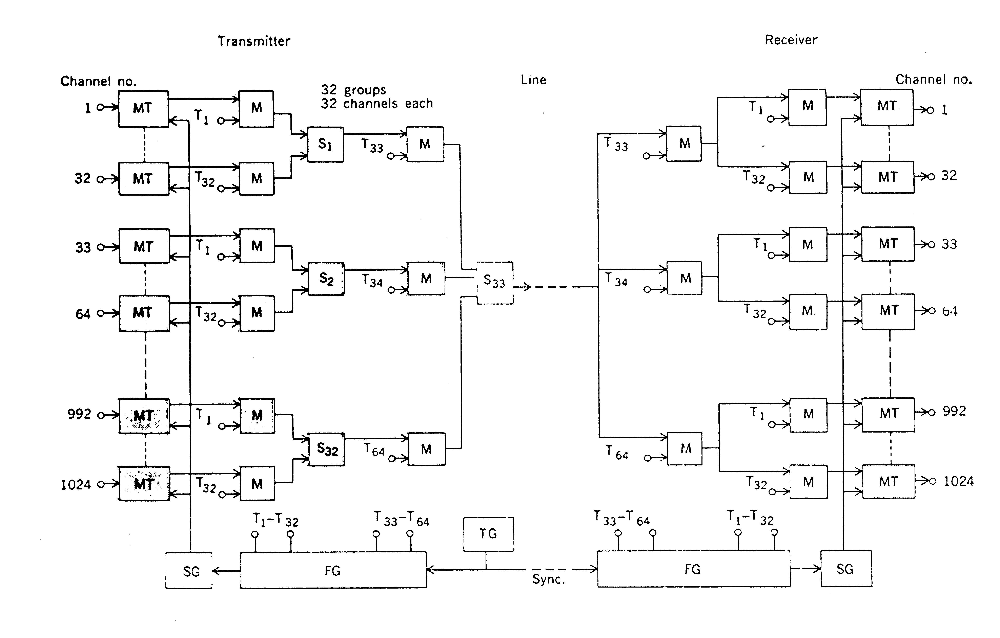 Transmitter
Receiver
Channel no.
Line
Channel no.
32 groups
32 channels each
1 MT T1 M
T1 M MT 1
S1 T33 M
T33 M
32 MT T32 M
T32 M MT 32
33 MT T1 M
T1 M MT 33
S2 T34 M S33
T34 M
64 MT T32 M
T32 M MT 64
992 MT T1 M
T1 M MT 992
S32 T64 M
T64 M
1024 MT T32 M
T32 M MT 1024
T1–T32 T33–T64 TG T33–T64 T1–T32
SG FG Sync. FG SG